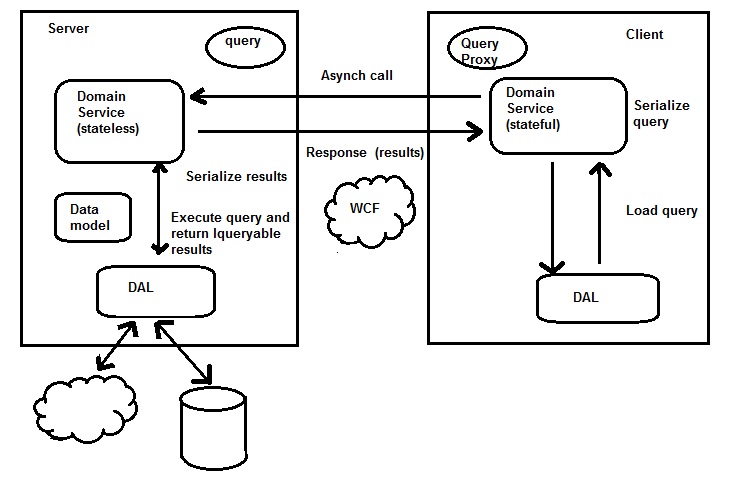 Server
query
Domain
Service
(stateless)
Serialize results
Data
model
Execute query and
return Iqueryable
results
DAL
Asynch call
Response (results)
WCF
Client
Query
Proxy
Domain
Service
(stateful)
Serialize
query
Load query
DAL